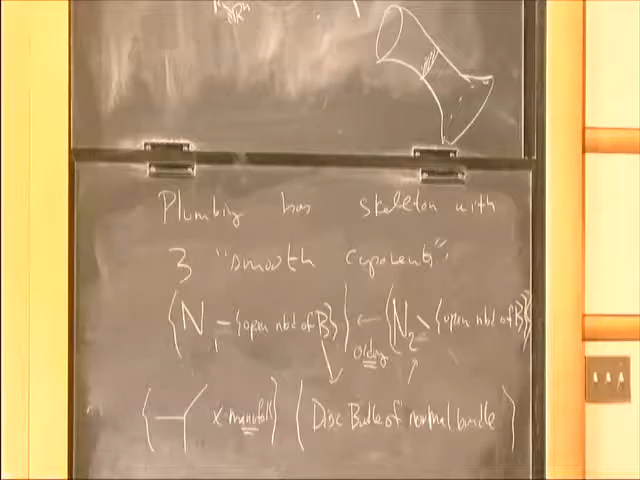 Plumbing has skeleton with
3 "smooth coponents"
{N₁ - {open nbd of B}} ← {N₂ \ {open nbd of B}}
{ x manifold} {Disc Bundle of normal bundle}